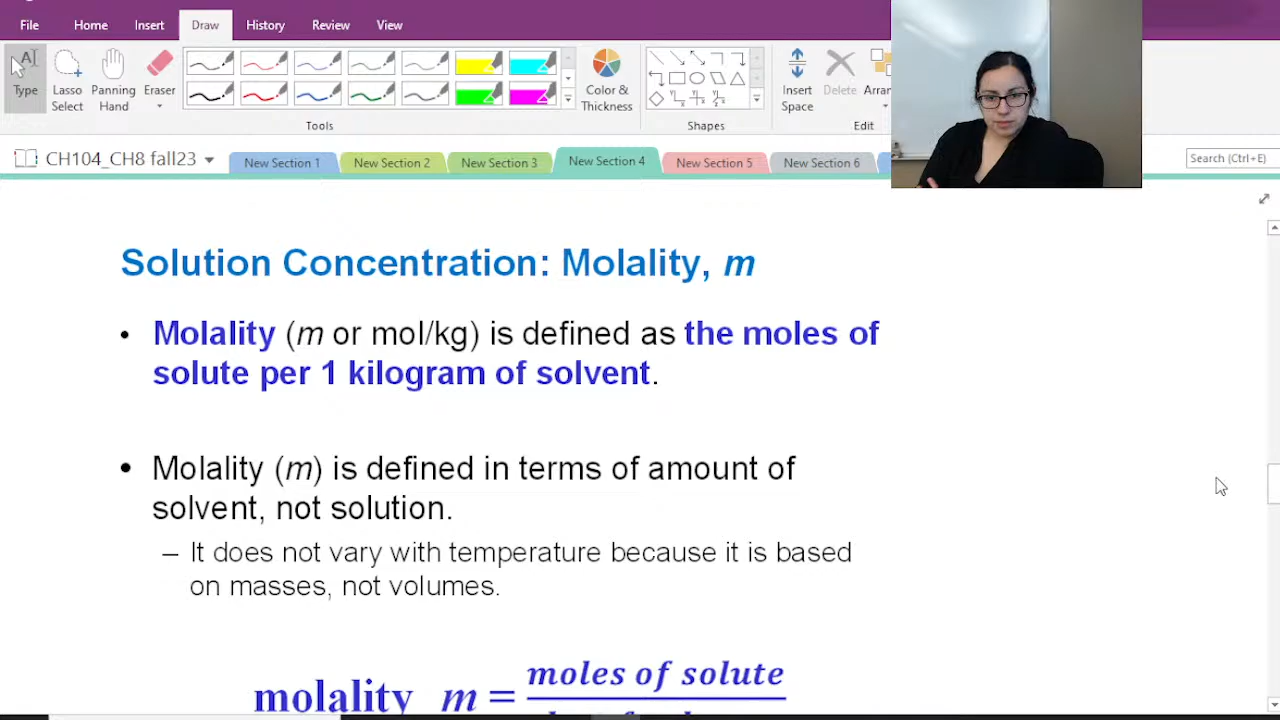 File Home Insert Draw History Review View
Type
Lasso Select
Panning Hand
Eraser
Color & Thickness
Insert Space
Delete
Tools
Shapes
Edit
CH104_CH8 fall23
New Section 1
New Section 2
New Section 3
New Section 4
New Section 5
New Section 6
Search (Ctrl+E)
Solution Concentration: Molality, m
• Molality (m or mol/kg) is defined as the moles of
solute per 1 kilogram of solvent.
• Molality (m) is defined in terms of amount of
solvent, not solution.
– It does not vary with temperature because it is based
on masses, not volumes.
moles of solute
molality m =